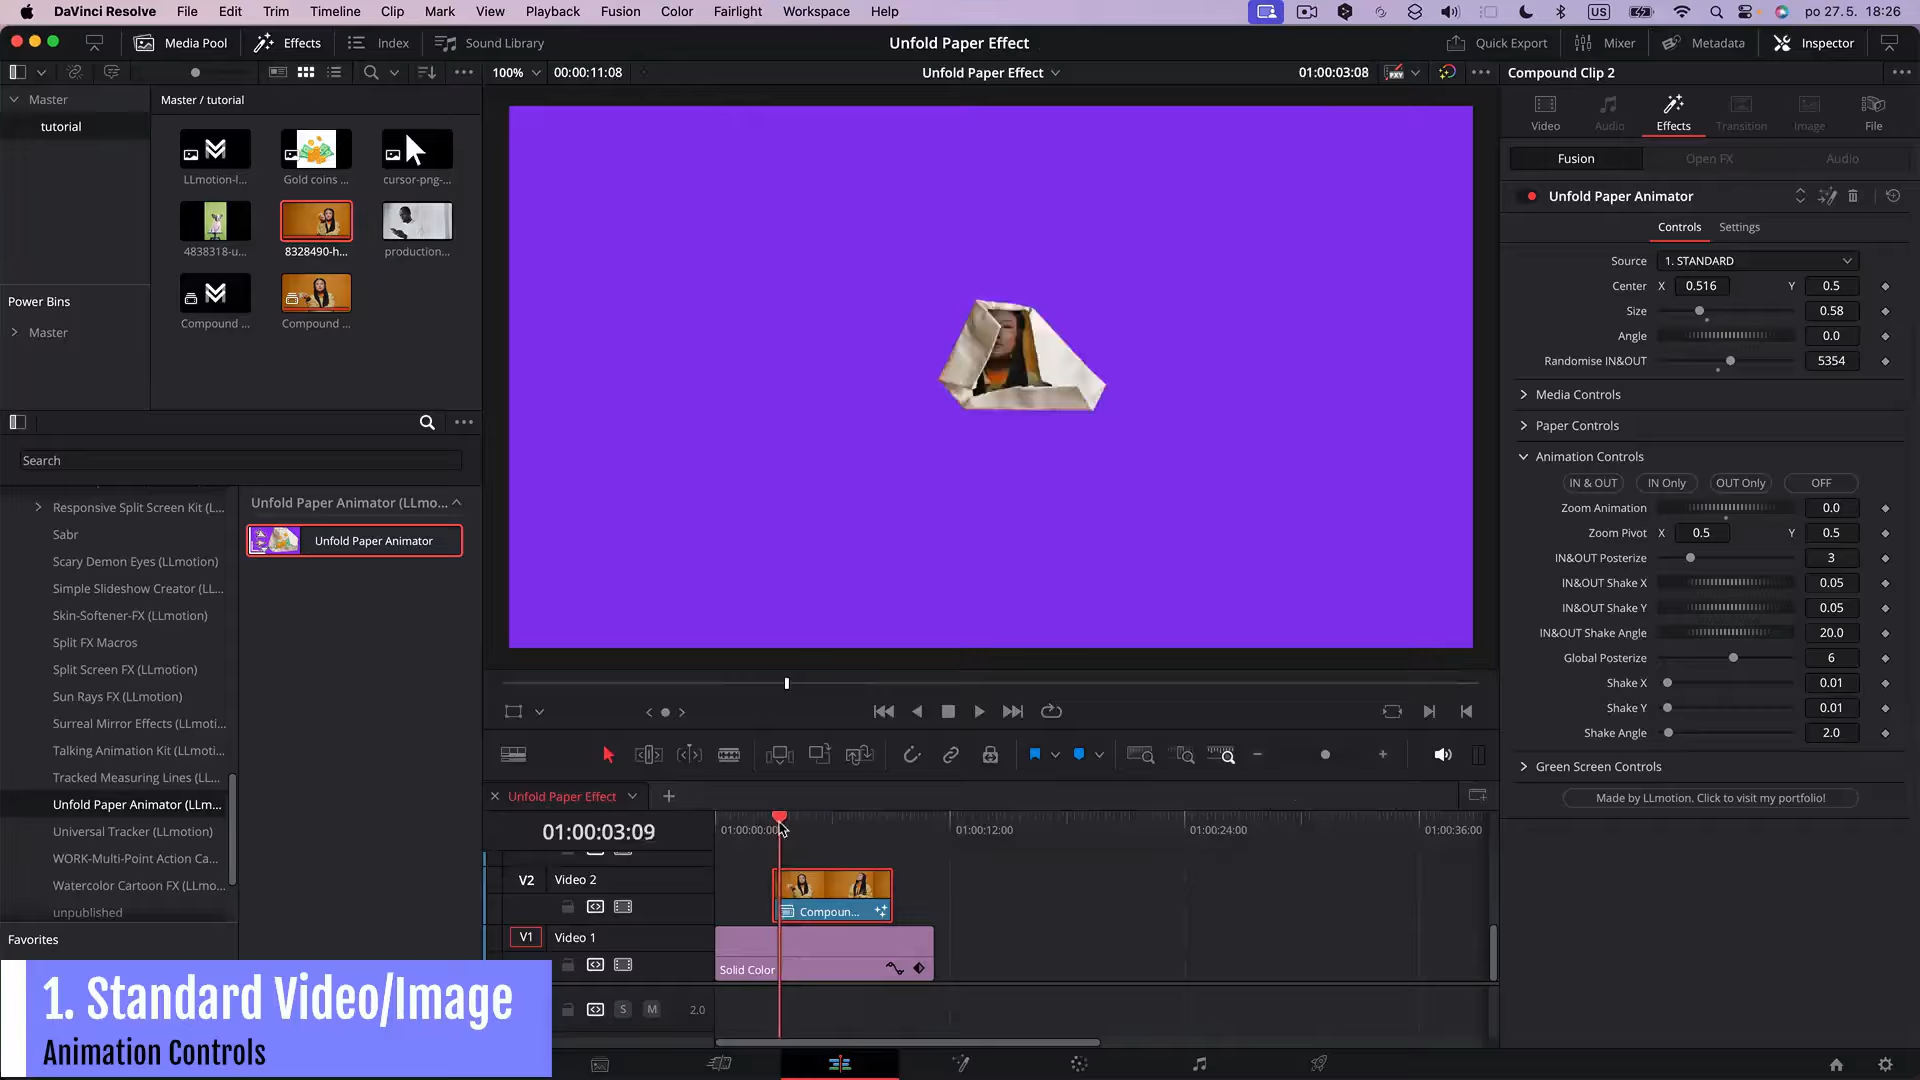 DaVinci Resolve File Edit Trim Timeline Clip Mark View Playback Fusion Color Fairlight Workspace Help US po 27.5. 18:26
Media Pool Effects Index Sound Library Unfold Paper Effect Quick Export Mixer Metadata Inspector
100% 00:00:11:08 Unfold Paper Effect 01:00:03:08 PXY Compound Clip 2
Master
tutorial
Master / tutorial
LLmotion-l... Gold coins ... cursor-png-...
4838318-u... 8328490-h... production...
Compound ... Compound ...
Power Bins
Master
Search
Responsive Split Screen Kit (L...
Sabr
Scary Demon Eyes (LLmotion)
Simple Slideshow Creator (LL...
Skin-Softener-FX (LLmotion)
Split FX Macros
Split Screen FX (LLmotion)
Sun Rays FX (LLmotion)
Surreal Mirror Effects (LLmoti...
Talking Animation Kit (LLmoti...
Tracked Measuring Lines (LL...
Unfold Paper Animator (LLm...
Universal Tracker (LLmotion)
WORK-Multi-Point Action Ca...
Watercolor Cartoon FX (LLmo...
unpublished
Favorites
Unfold Paper Animator (LLmo...
Unfold Paper Animator
Video Audio Effects Transition Image File
Fusion Open FX Audio
Unfold Paper Animator
Controls Settings
Source 1. STANDARD
Center X 0.516 Y 0.5
Size 0.58
Angle 0.0
Randomise IN&OUT 5354
Media Controls
Paper Controls
Animation Controls
IN & OUT IN Only OUT Only OFF
Zoom Animation 0.0
Zoom Pivot X 0.5 Y 0.5
IN&OUT Posterize 3
IN&OUT Shake X 0.05
IN&OUT Shake Y 0.05
IN&OUT Shake Angle 20.0
Global Posterize 6
Shake X 0.01
Shake Y 0.01
Shake Angle 2.0
Green Screen Controls
Made by LLmotion. Click to visit my portfolio!
Unfold Paper Effect
01:00:03:09 01:00:00:00 01:00:12:00 01:00:24:00 01:00:36:00
V2 Video 2
Compoun...
V1 Video 1
Solid Color
S M 2.0
1. Standard Video/Image
Animation Controls